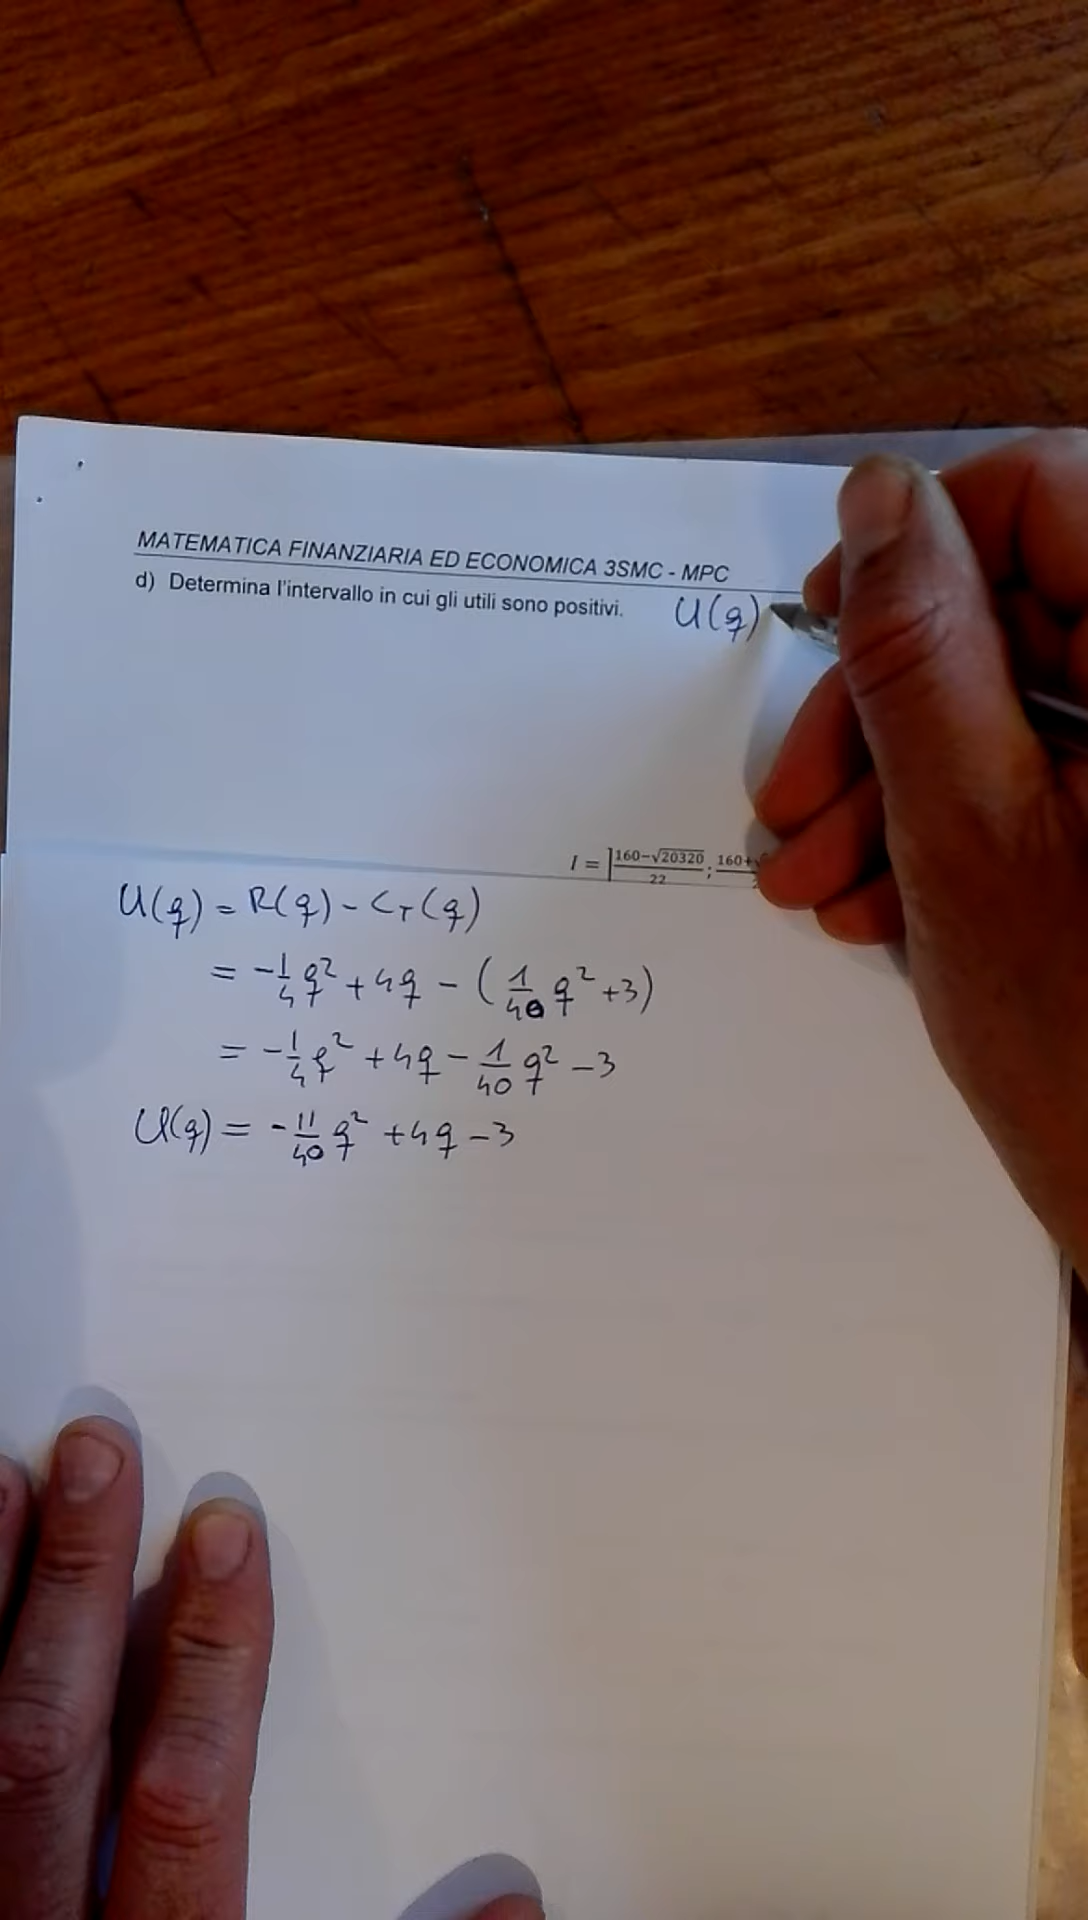 MATEMATICA FINANZIARIA ED ECONOMICA 3SMC - MPC
d) Determina l'intervallo in cui gli utili sono positivi. U(q)
I = ]160−√20320/22 ; 160+√
U(q) = R(q) − C_T(q)
= −1/4 q² + 4q − (1/40 q² + 3)
= −1/4 q² + 4q − 1/40 q² − 3
U(q) = −11/40 q² + 4q − 3